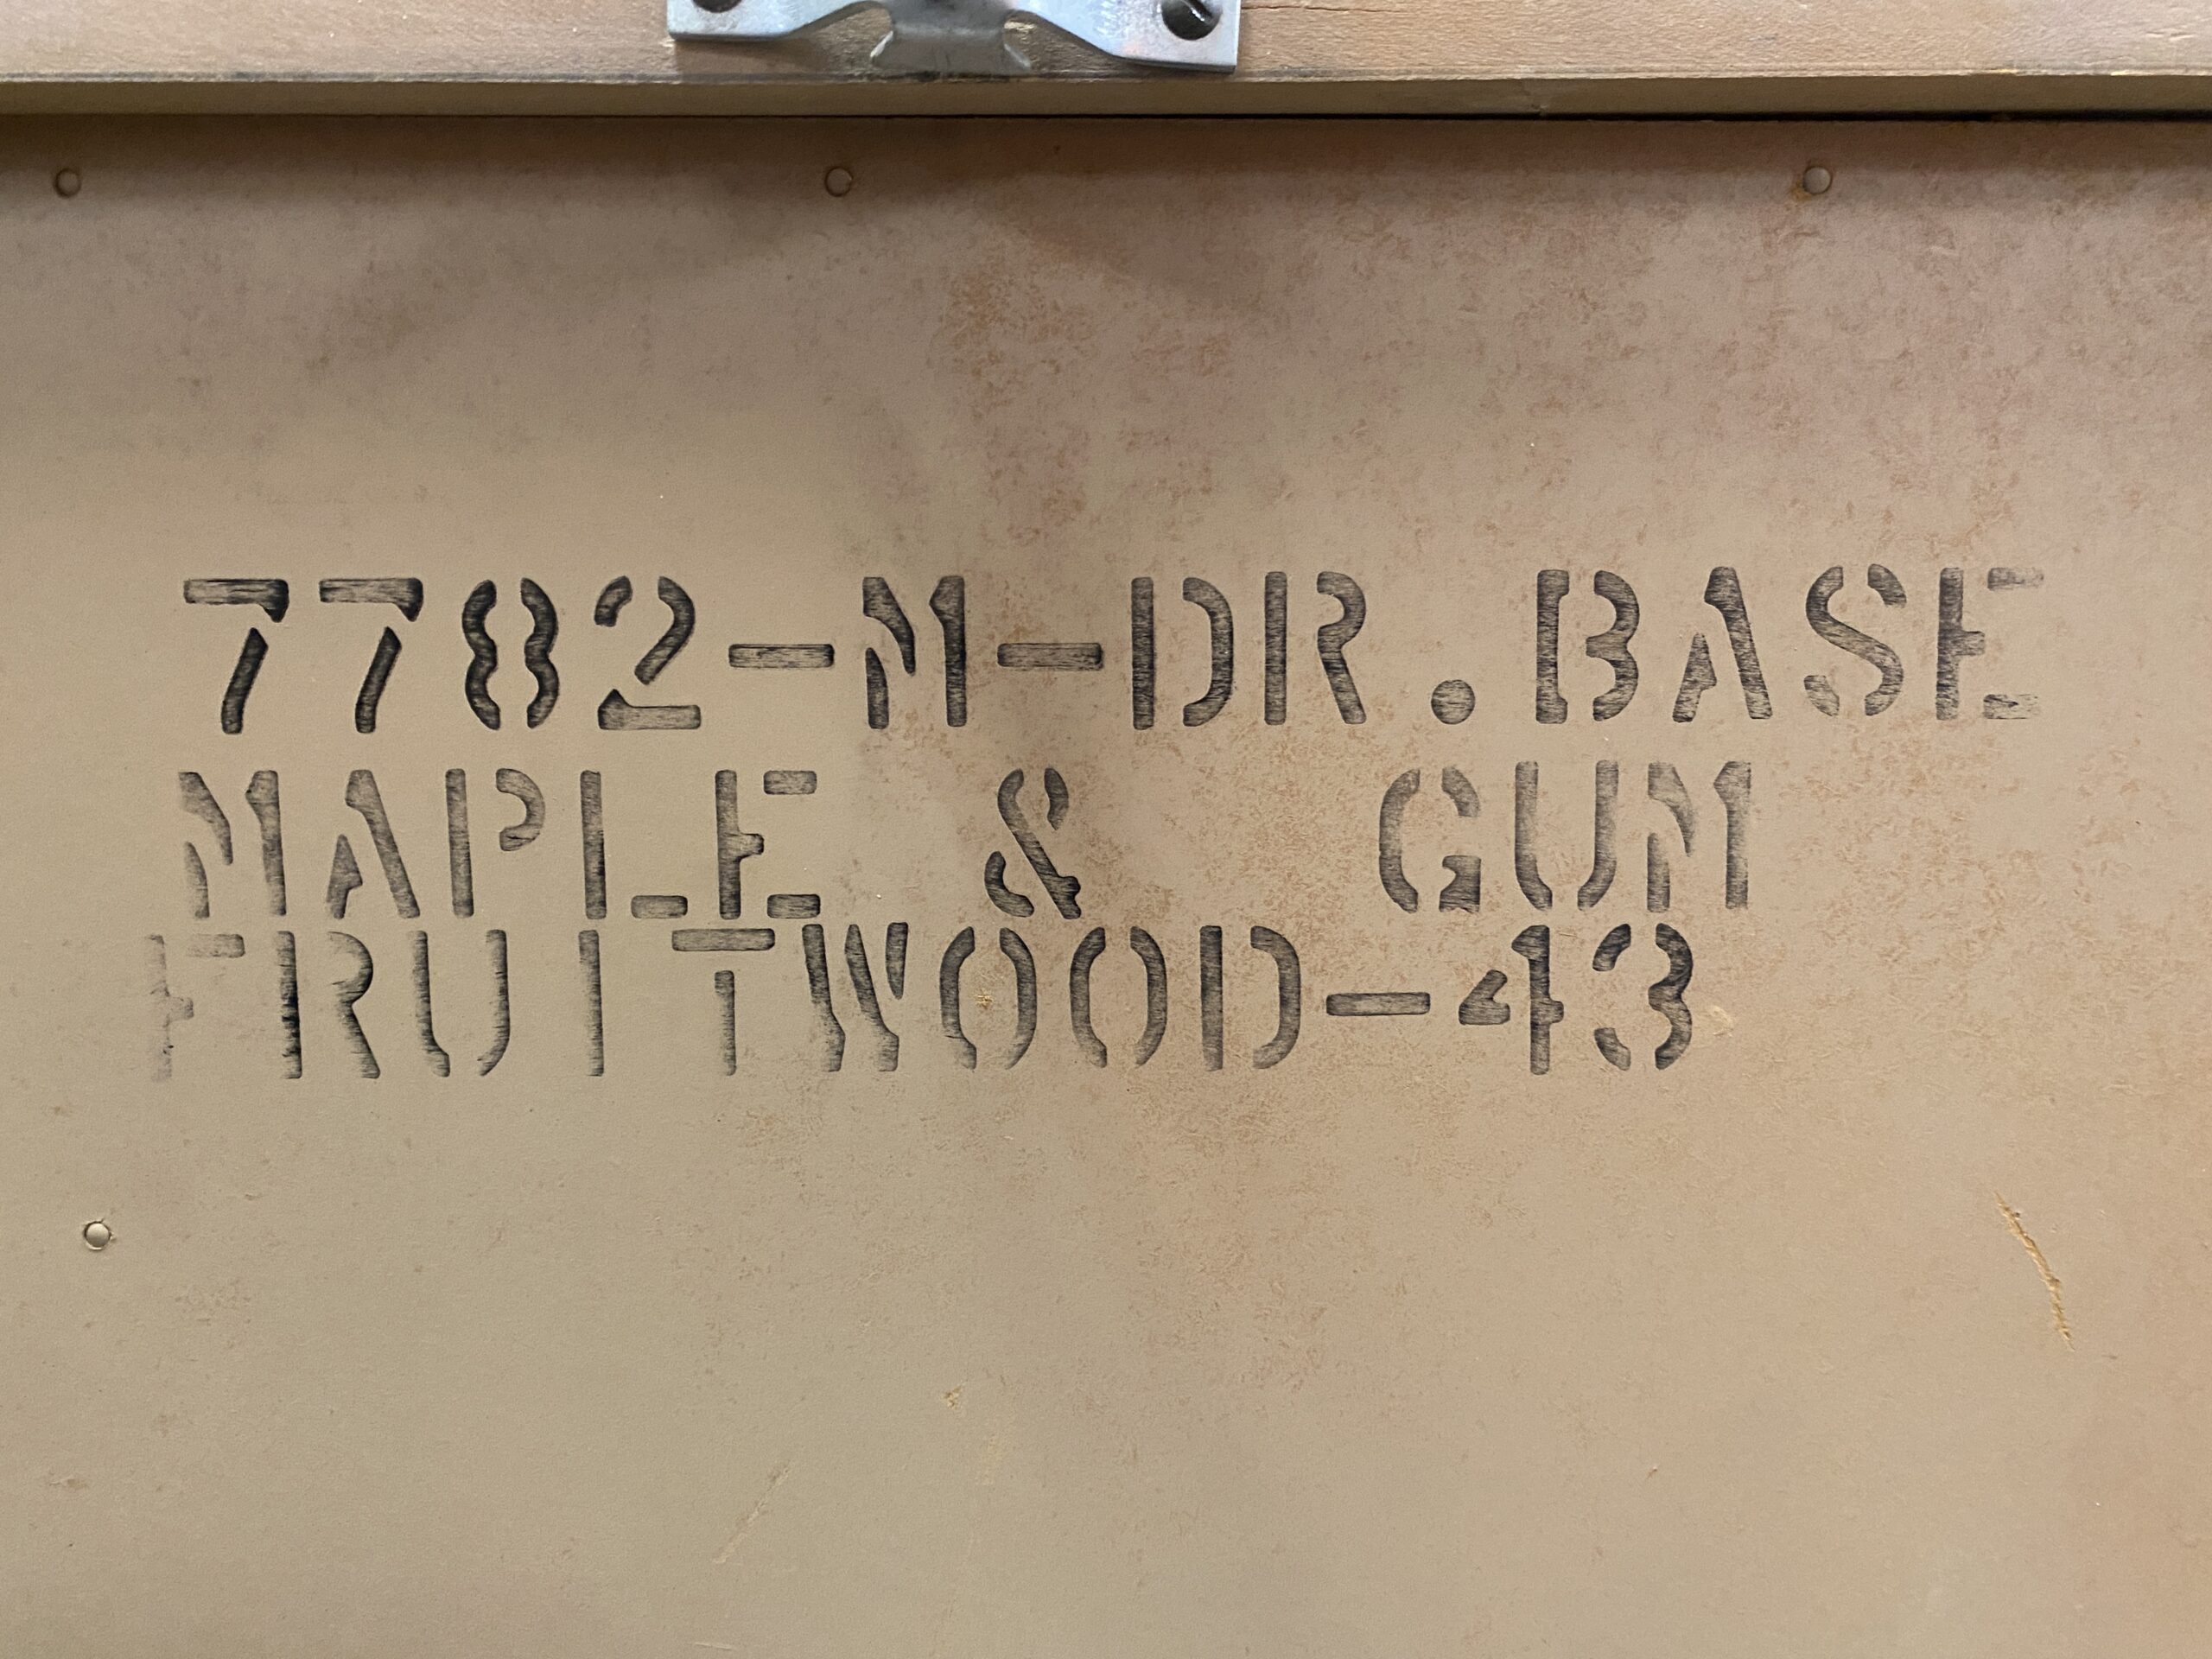 7782-M-DR.BASE
MAPLE & GUM
FRUITWOOD-43